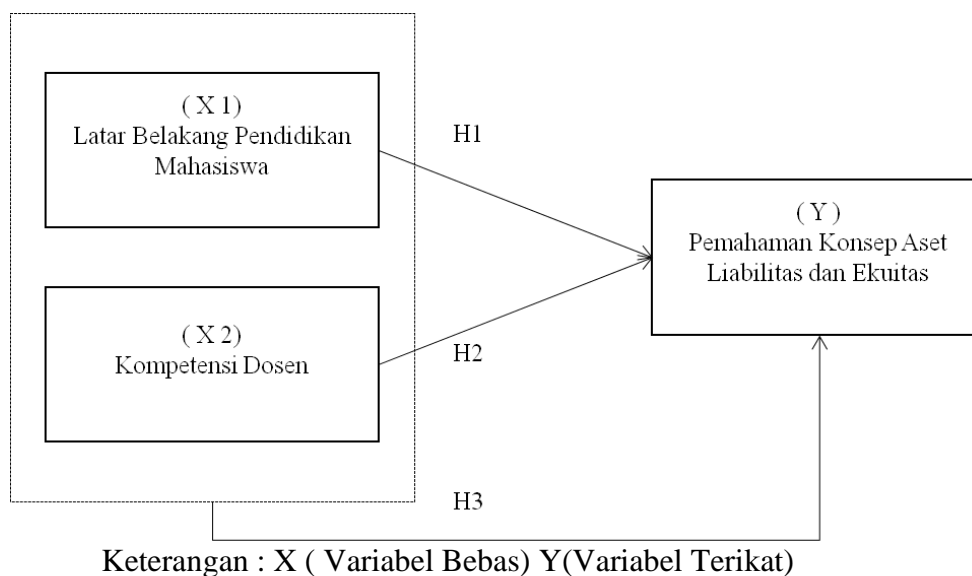 ( X 1)
Latar Belakang Pendidikan
Mahasiswa
H1
( Y )
Pemahaman Konsep Aset
Liabilitas dan Ekuitas
( X 2)
Kompetensi Dosen
H2
H3
Keterangan : X ( Variabel Bebas) Y(Variabel Terikat)